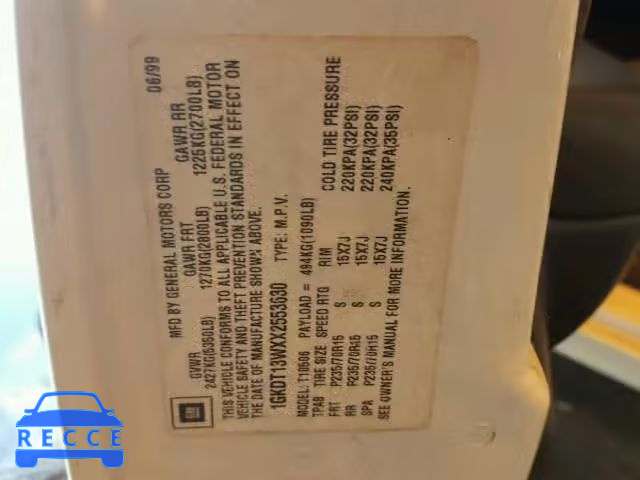 MFD BY GENERAL MOTORS CORP 06/99
GVWR GAWR FRT GAWR RR
2427KG(5350LB) 1270KG(2800LB) 1225KG(2700LB)
THIS VEHICLE CONFORMS TO ALL APPLICABLE U.S. FEDERAL MOTOR
VEHICLE SAFETY AND THEFT PREVENTION STANDARDS IN EFFECT ON
THE DATE OF MANUFACTURE SHOWN ABOVE.
1GKDT13WXX2553630 TYPE: M.P.V.
MODEL: T10506 PAYLOAD = 494KG(1090LB)
TPAB TIRE SIZE SPEED RTG RIM COLD TIRE PRESSURE
FRT P235/70R15 S 15X7J 220KPA(32PSI)
RR P235/70R15 S 15X7J 220KPA(32PSI)
SPA P235/70R15 S 15X7J 240KPA(35PSI)
SEE OWNER'S MANUAL FOR MORE INFORMATION.
GM
RECCE